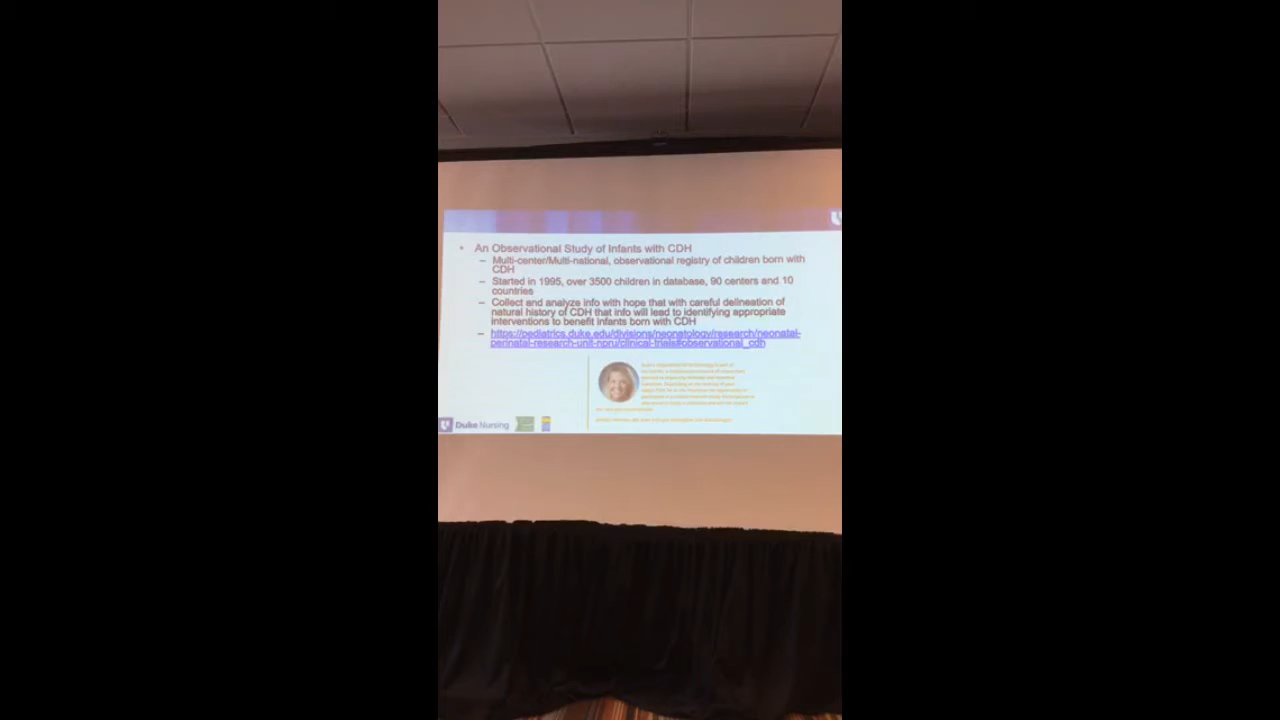 • An Observational Study of Infants with CDH
– Multi-center/Multi-national, observational registry of children born with
CDH
– Started in 1995, over 3500 children in database, 90 centers and 10
countries
– Collect and analyze info with hope that with careful delineation of
natural history of CDH that info will lead to identifying appropriate
interventions to benefit infants born with CDH
– https://pediatrics.duke.edu/divisions/neonatology/research/neonatal-
perinatal-research-unit-npru/clinical-trials#observational_cdh
Duke Nursing